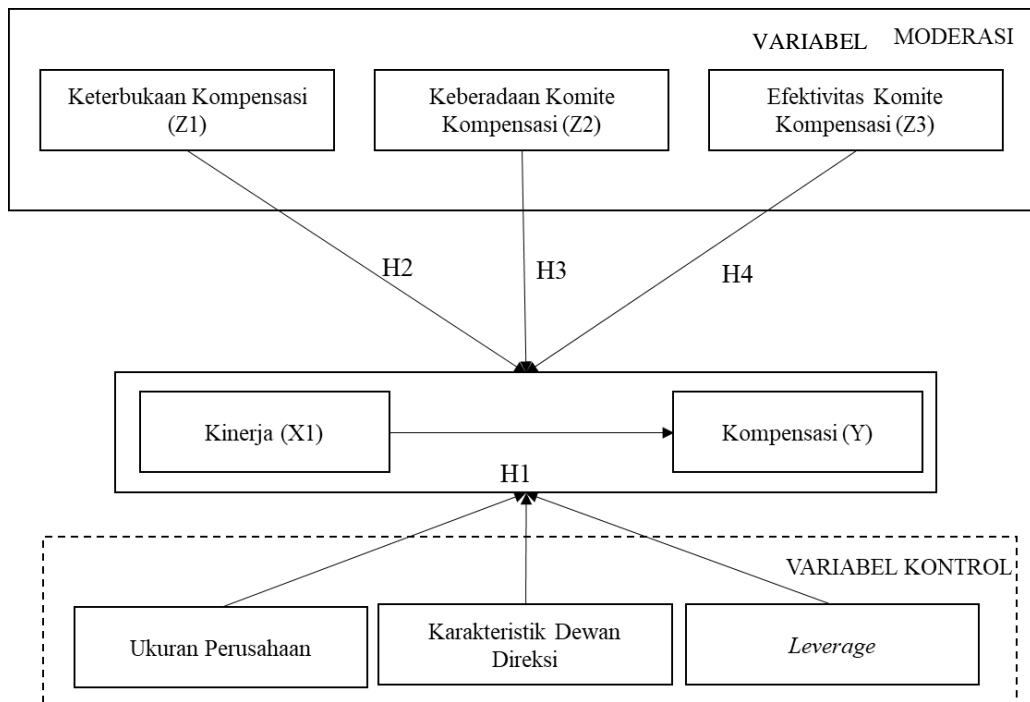 VARIABEL MODERASI
Keterbukaan Kompensasi
(Z1)
Keberadaan Komite
Kompensasi (Z2)
Efektivitas Komite
Kompensasi (Z3)
H2
H3
H4
Kinerja (X1)
Kompensasi (Y)
H1
VARIABEL KONTROL
Ukuran Perusahaan
Karakteristik Dewan
Direksi
Leverage